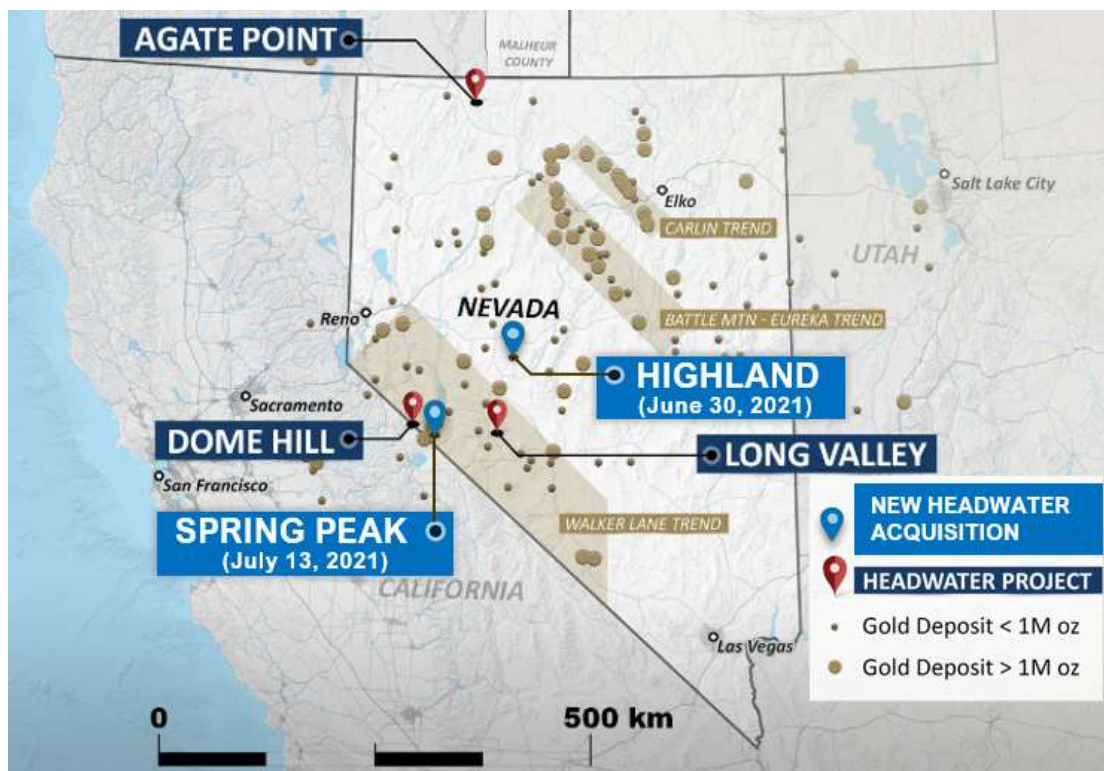 AGATE POINT
MALHEUR
COUNTY
Salt Lake City
Elko
CARLIN TREND
UTAH
NEVADA
Reno
BATTLE MTN - EUREKA TREND
HIGHLAND
(June 30, 2021)
Sacramento
DOME HILL
LONG VALLEY
San Francisco
SPRING PEAK
(July 13, 2021)
WALKER LANE TREND
CALIFORNIA
Las Vegas
NEW HEADWATER
ACQUISITION
HEADWATER PROJECT
Gold Deposit < 1M oz
Gold Deposit > 1M oz
0
500 km